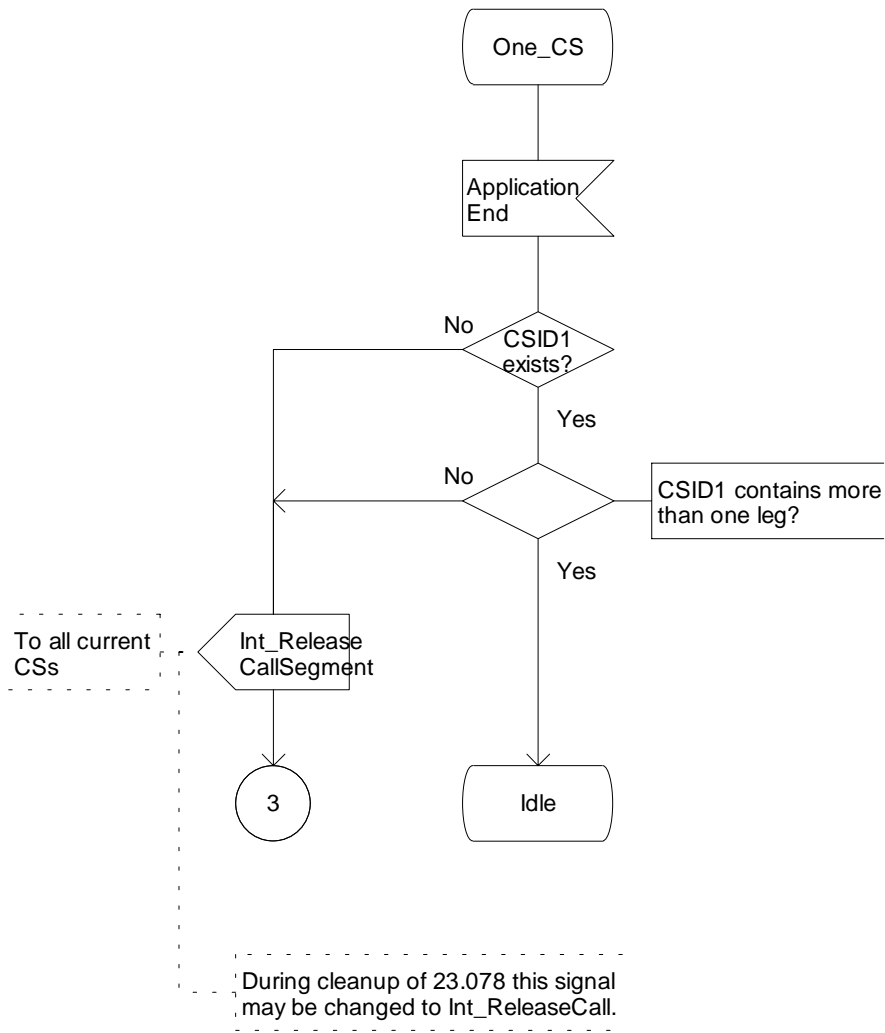 One_CS
Application
End
No
CSID1
exists?
Yes
No
CSID1 contains more
than one leg?
Yes
To all current
CSs
Int_Release
CallSegment
3
Idle
During cleanup of 23.078 this signal
may be changed to Int_ReleaseCall.